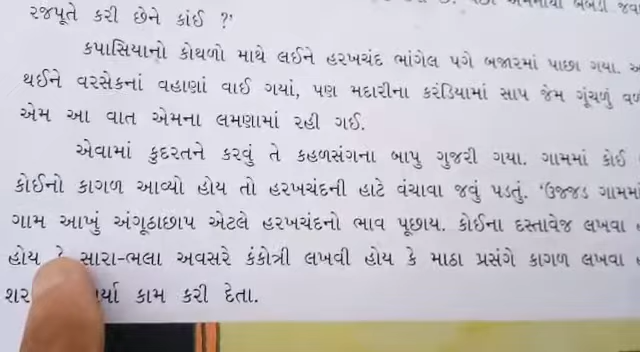 રજપૂતે કરી છેને કાંઈ ?'
કપાસિયાનો કોથળો માથે લઈને હરખચંદ ભાંગેલ પગે બજારમાં પાછા ગયા.
થઈને વરસેકનાં વહાણાં વાઈ ગયાં, પણ મદારીના કરંડિયામાં સાપ જેમ ગૂંચળું
એમ આ વાત એમના લમણામાં રહી ગઈ.
એવામાં કુદરતને કરવું તે કહળસંગના બાપુ ગુજરી ગયા. ગામમાં કોઈ
કોઈનો કાગળ આવ્યો હોય તો હરખચંદની હાટે વંચાવા જવું પડતું. 'ઉજ્જડ ગામમાં
ગામ આખું અંગૂઠાછાપ એટલે હરખચંદનો ભાવ પૂછાય. કોઈના દસ્તાવેજ લખવા
હોય કે સારા-ભલા અવસરે કંકોત્રી લખવી હોય કે માઠા પ્રસંગે કાગળ લખવા
કામ કરી દેતા.